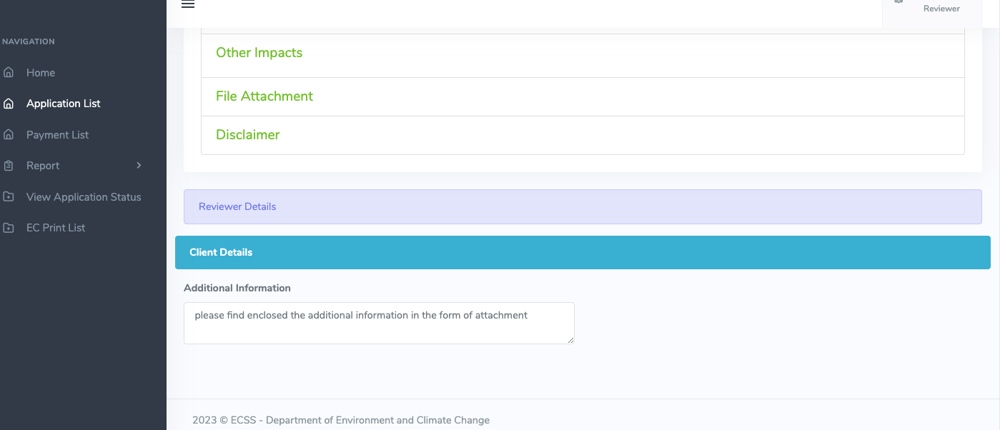 Reviewer
NAVIGATION
Home
Application List
Payment List
Report
View Application Status
EC Print List
Other Impacts
File Attachment
Disclaimer
Reviewer Details
Client Details
Additional Information
please find enclosed the additional information in the form of attachment
2023 © ECSS - Department of Environment and Climate Change